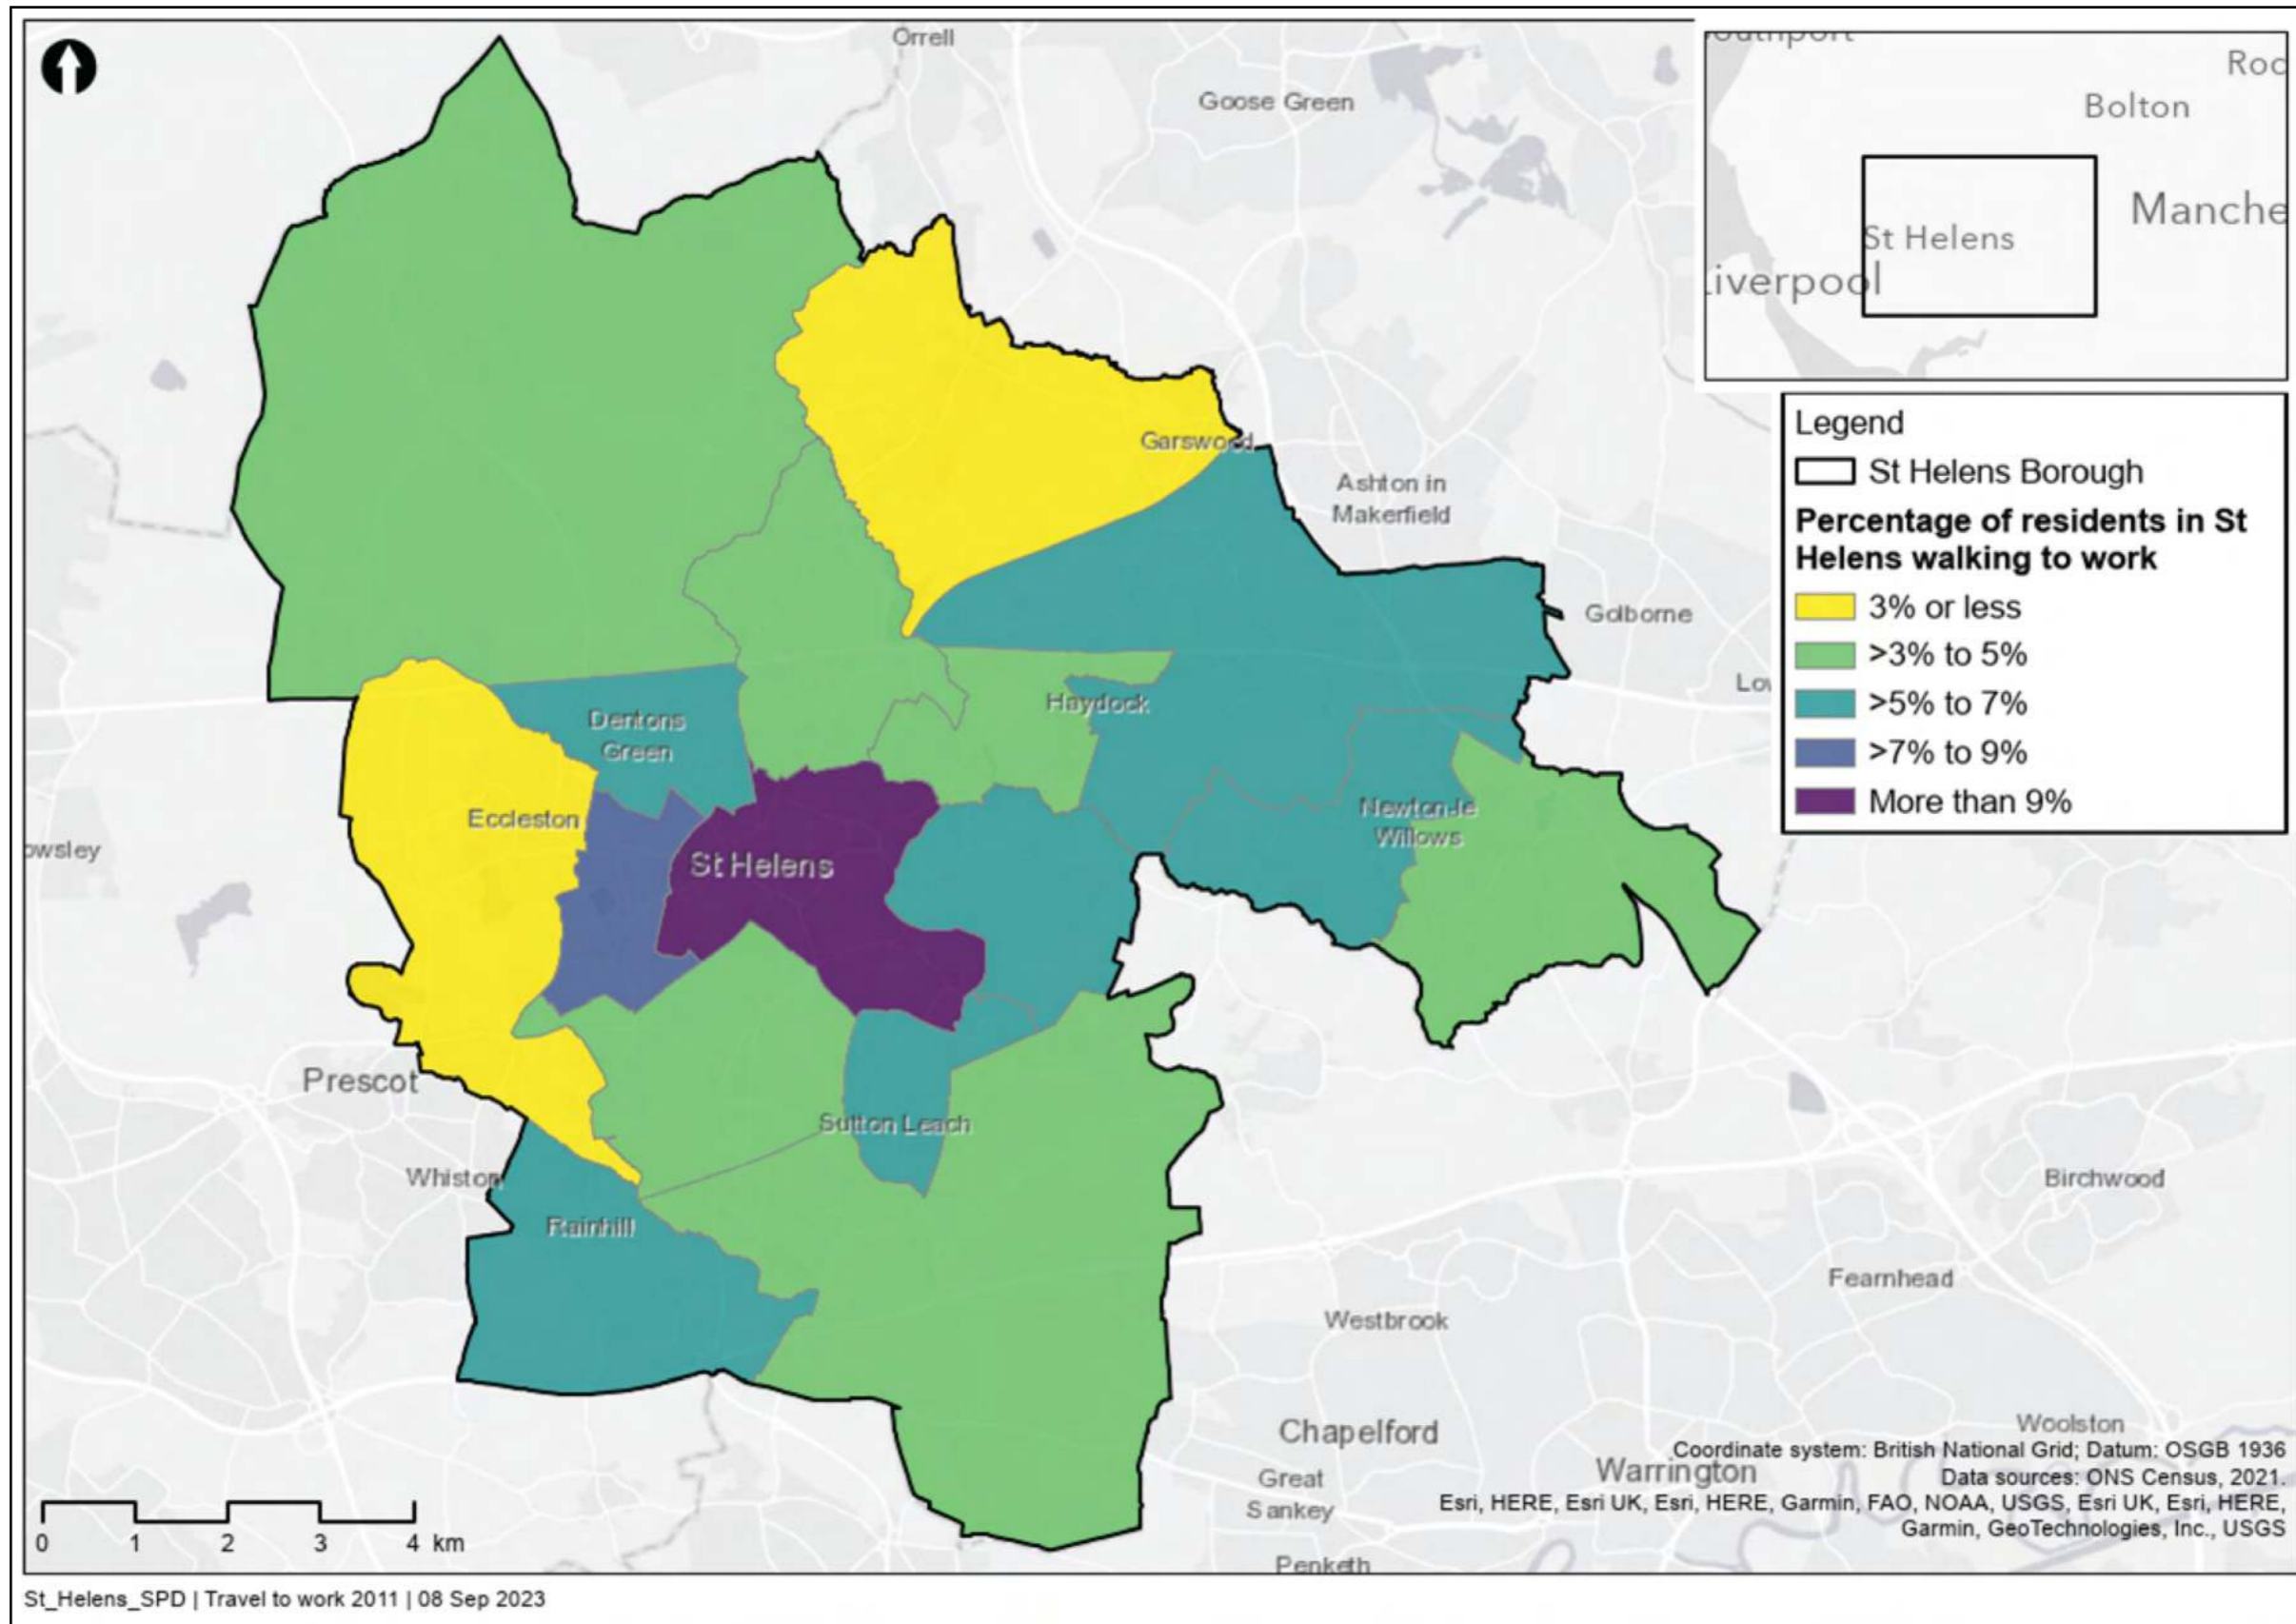 Orrell
Goose Green
Garswood
Ashton in
Makerfield
Golborne
Haydock
Dentons
Green
Eccleston
St Helens
Newton-le
Willows
Prescot
Sutton Leach
Whiston
Rainhill
Birchwood
Fearnhead
Westbrook
Chapelford
Great
Sankey
Penketh
Warrington
Woolston
owsley
Bolton
Roc
Manche
St Helens
iverpool
Legend
St Helens Borough
Percentage of residents in St
Helens walking to work
3% or less
>3% to 5%
>5% to 7%
>7% to 9%
More than 9%
Coordinate system: British National Grid; Datum: OSGB 1936
Data sources: ONS Census, 2021.
Esri, HERE, Esri UK, Esri, HERE, Garmin, FAO, NOAA, USGS, Esri UK, Esri, HERE,
Garmin, GeoTechnologies, Inc., USGS
0 1 2 3 4 km
St_Helens_SPD | Travel to work 2011 | 08 Sep 2023